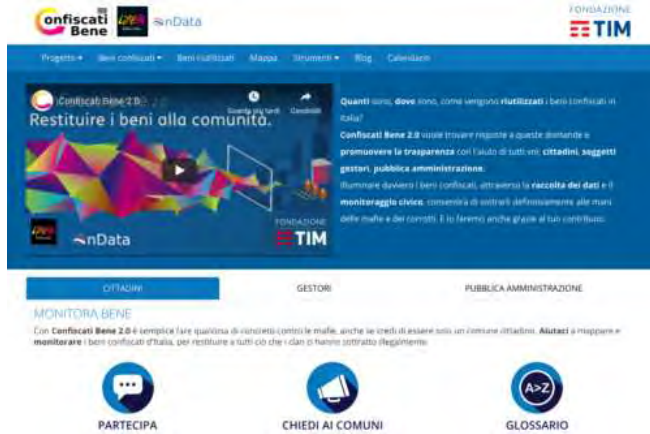 Confiscati Bene
onData
FONDAZIONE
TIM
Progetto
Beni confiscati
Beni riutilizzati
Mappa
Strumenti
Blog
Calendario
Confiscati Bene 2.0
Guarda più tardi
Condividi
Restituire i beni alla comunità.
onData
FONDAZIONE
TIM
Quanti sono, dove sono, come vengono riutilizzati i beni confiscati in
Italia?
Confiscati Bene 2.0 vuole trovare risposte a queste domande e
promuovere la trasparenza con l'aiuto di tutti voi: cittadini, soggetti
gestori, pubblica amministrazione.
Illuminare davvero i beni confiscati, attraverso la raccolta dei dati e il
monitoraggio civico, consentirà di sottrarli definitivamente alle mani
delle mafie e dei corrotti. E lo faremo anche grazie al tuo contributo.
CITTADINI
GESTORI
PUBBLICA AMMINISTRAZIONE
MONITORA BENE
Con Confiscati Bene 2.0 è semplice fare qualcosa di concreto contro le mafie, anche se credi di essere solo un comune cittadino. Aiutaci a mappare e
monitorare i beni confiscati d'Italia, per restituire a tutti ciò che i clan ci hanno sottratto illegalmente.
A>Z
PARTECIPA
CHIEDI AI COMUNI
GLOSSARIO